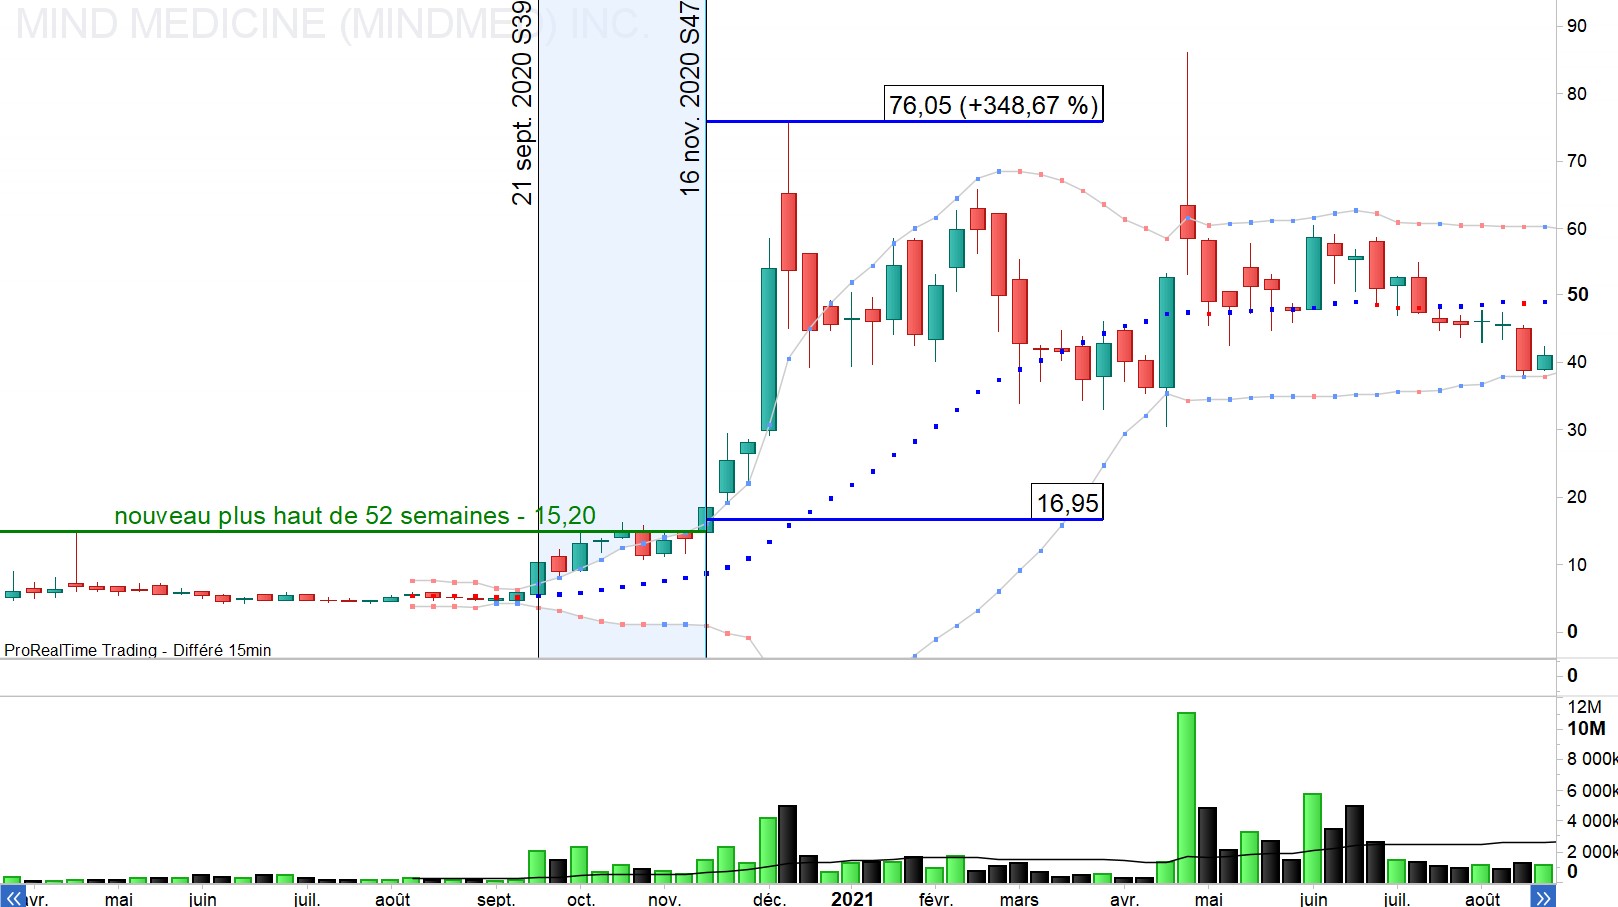 MIND MEDICINE (MINDMED) INC.
21 sept. 2020 S39
16 nov. 2020 S47
76,05 (+348,67 %)
16,95
nouveau plus haut de 52 semaines - 15,20
ProRealTime Trading - Différé 15min
90
80
70
60
50
40
30
20
10
0
0
12M
10M
8 000k
6 000k
4 000k
2 000k
0
vr. mai juin juil. août sept. oct. nov. déc. 2021 févr. mars avr. mai juin juil. août